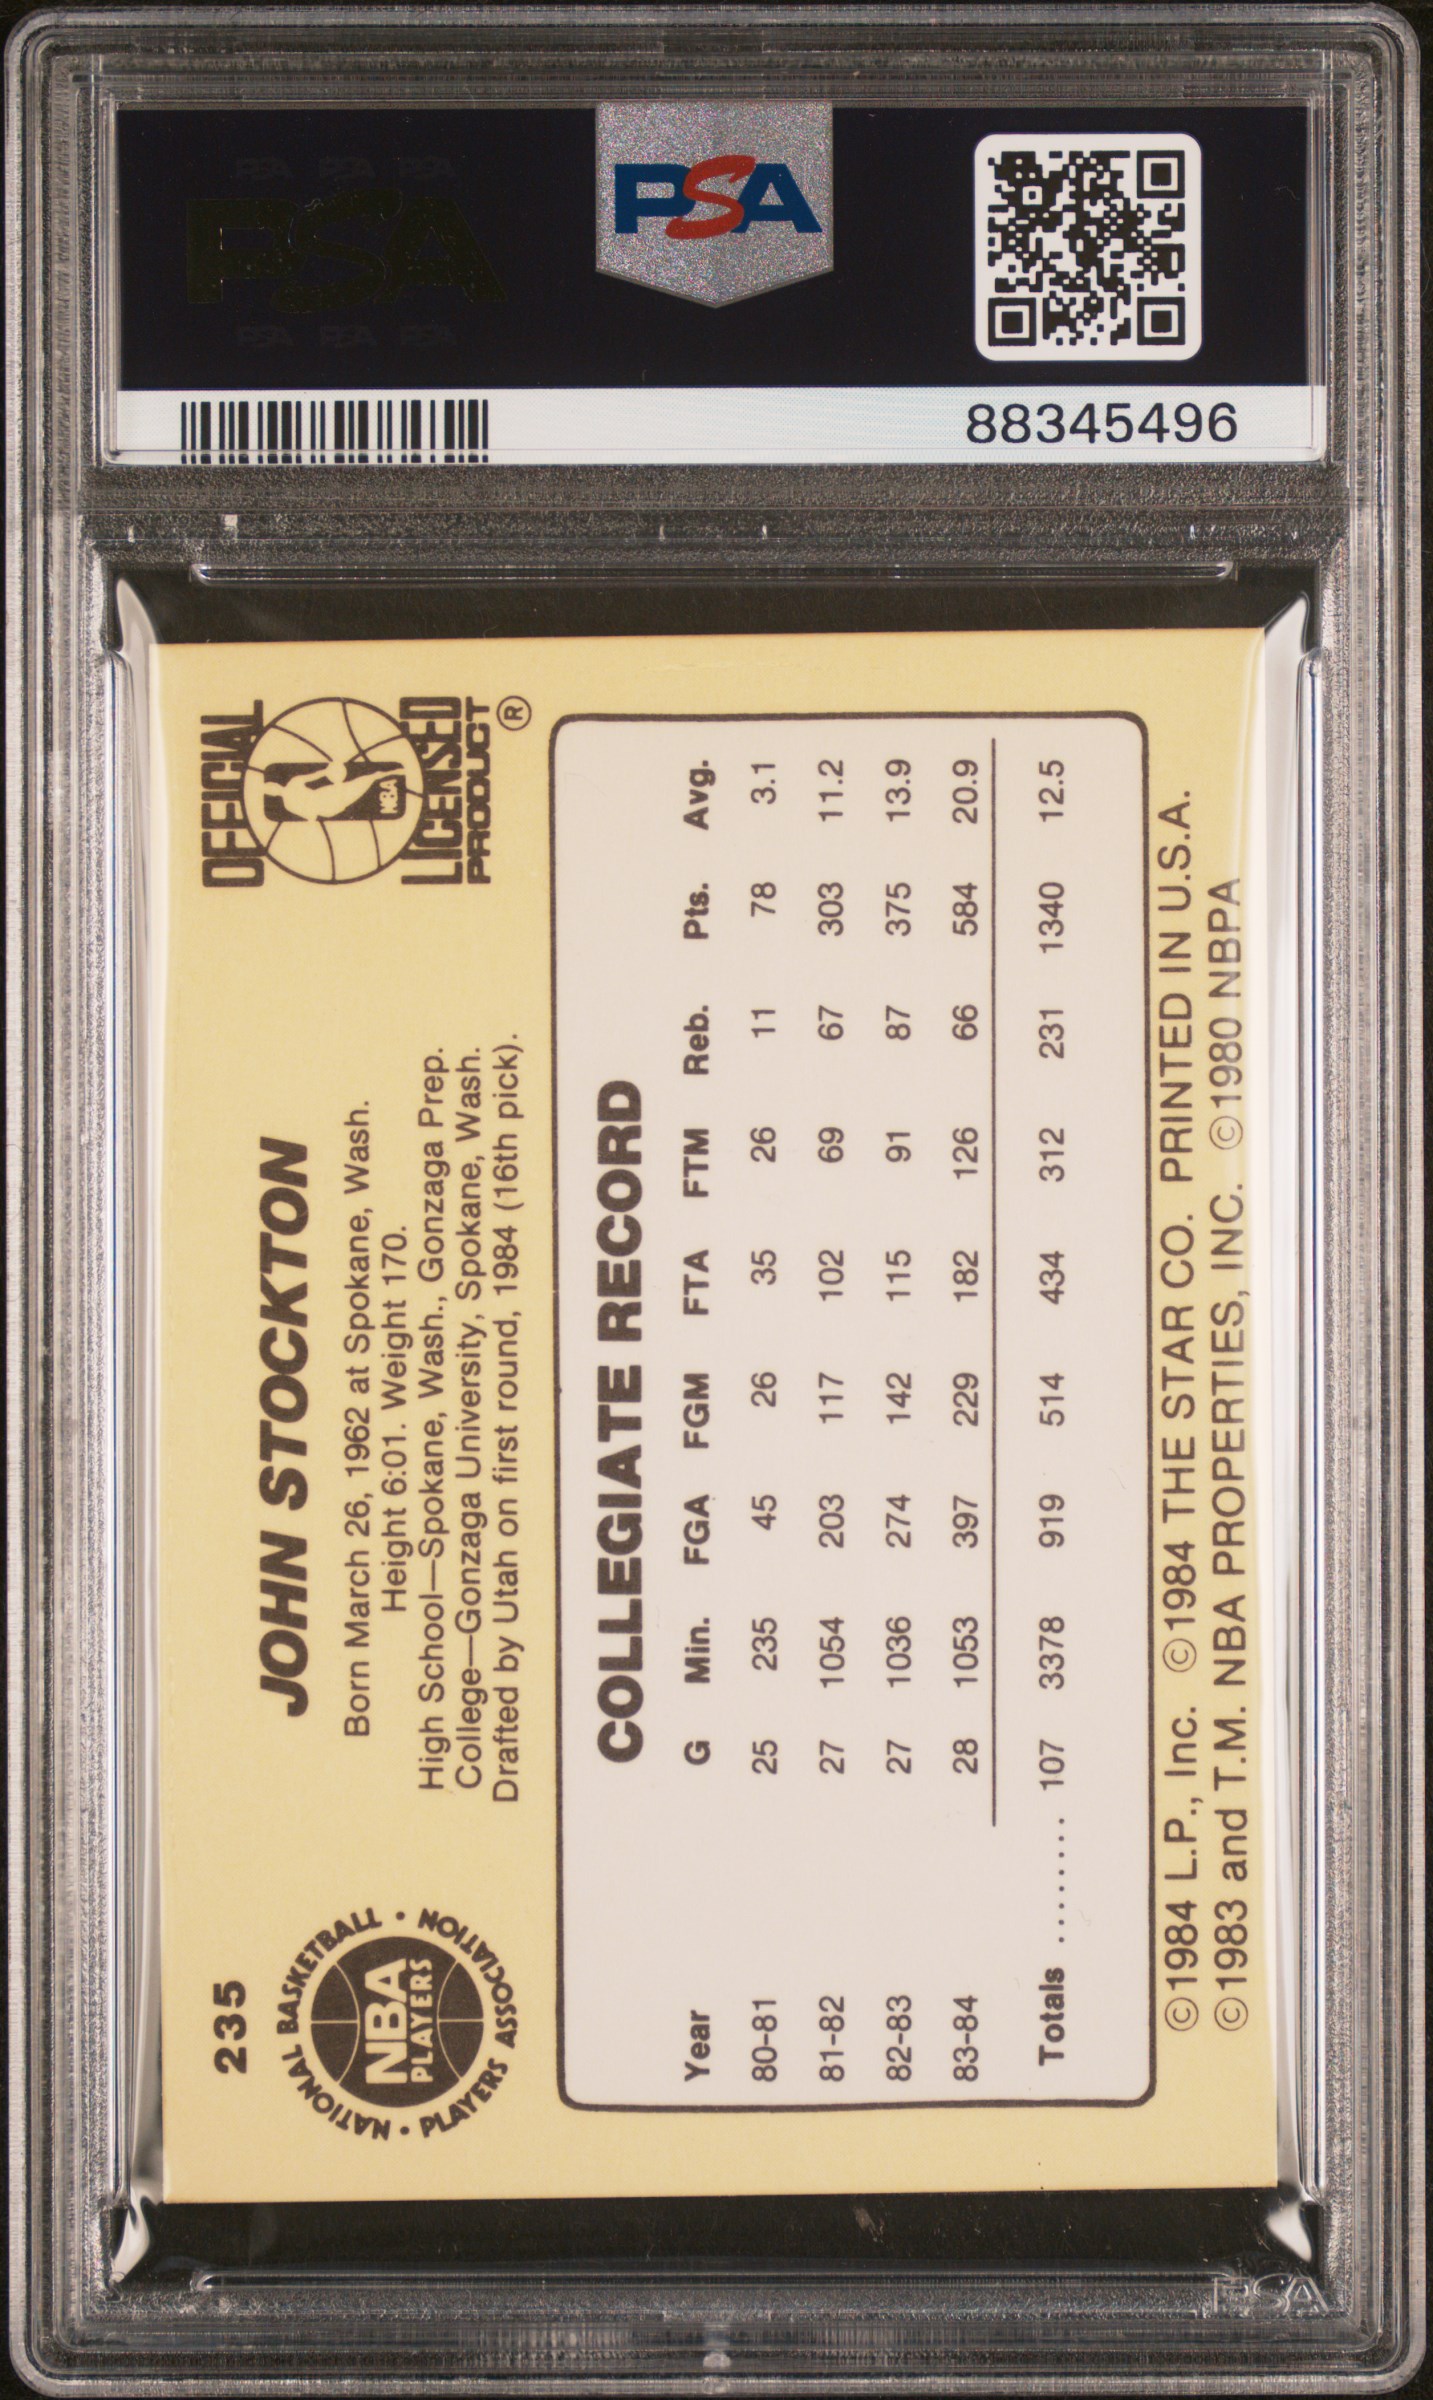 PSA PSA PSA
PSA
PSA PSA PSA
PSA
88345496
235
NATIONAL BASKETBALL • PLAYERS ASSOCIATION •
NBA
PLAYERS
JOHN STOCKTON
Born March 26, 1962 at Spokane, Wash.
Height 6:01. Weight 170.
High School—Spokane, Wash., Gonzaga Prep.
College—Gonzaga University, Spokane, Wash.
Drafted by Utah on first round, 1984 (16th pick).
OFFICIAL
NBA
LICENSED
PRODUCT ®
COLLEGIATE RECORD
Year G Min. FGA FGM FTA FTM Reb. Pts. Avg.
80-81 25 235 45 26 35 26 11 78 3.1
81-82 27 1054 203 117 102 69 67 303 11.2
82-83 27 1036 274 142 115 91 87 375 13.9
83-84 28 1053 397 229 182 126 66 584 20.9
Totals ........ 107 3378 919 514 434 312 231 1340 12.5
©1984 L.P., Inc. ©1984 THE STAR CO. PRINTED IN U.S.A.
©1983 and T.M. NBA PROPERTIES, INC. ©1980 NBPA
PSA